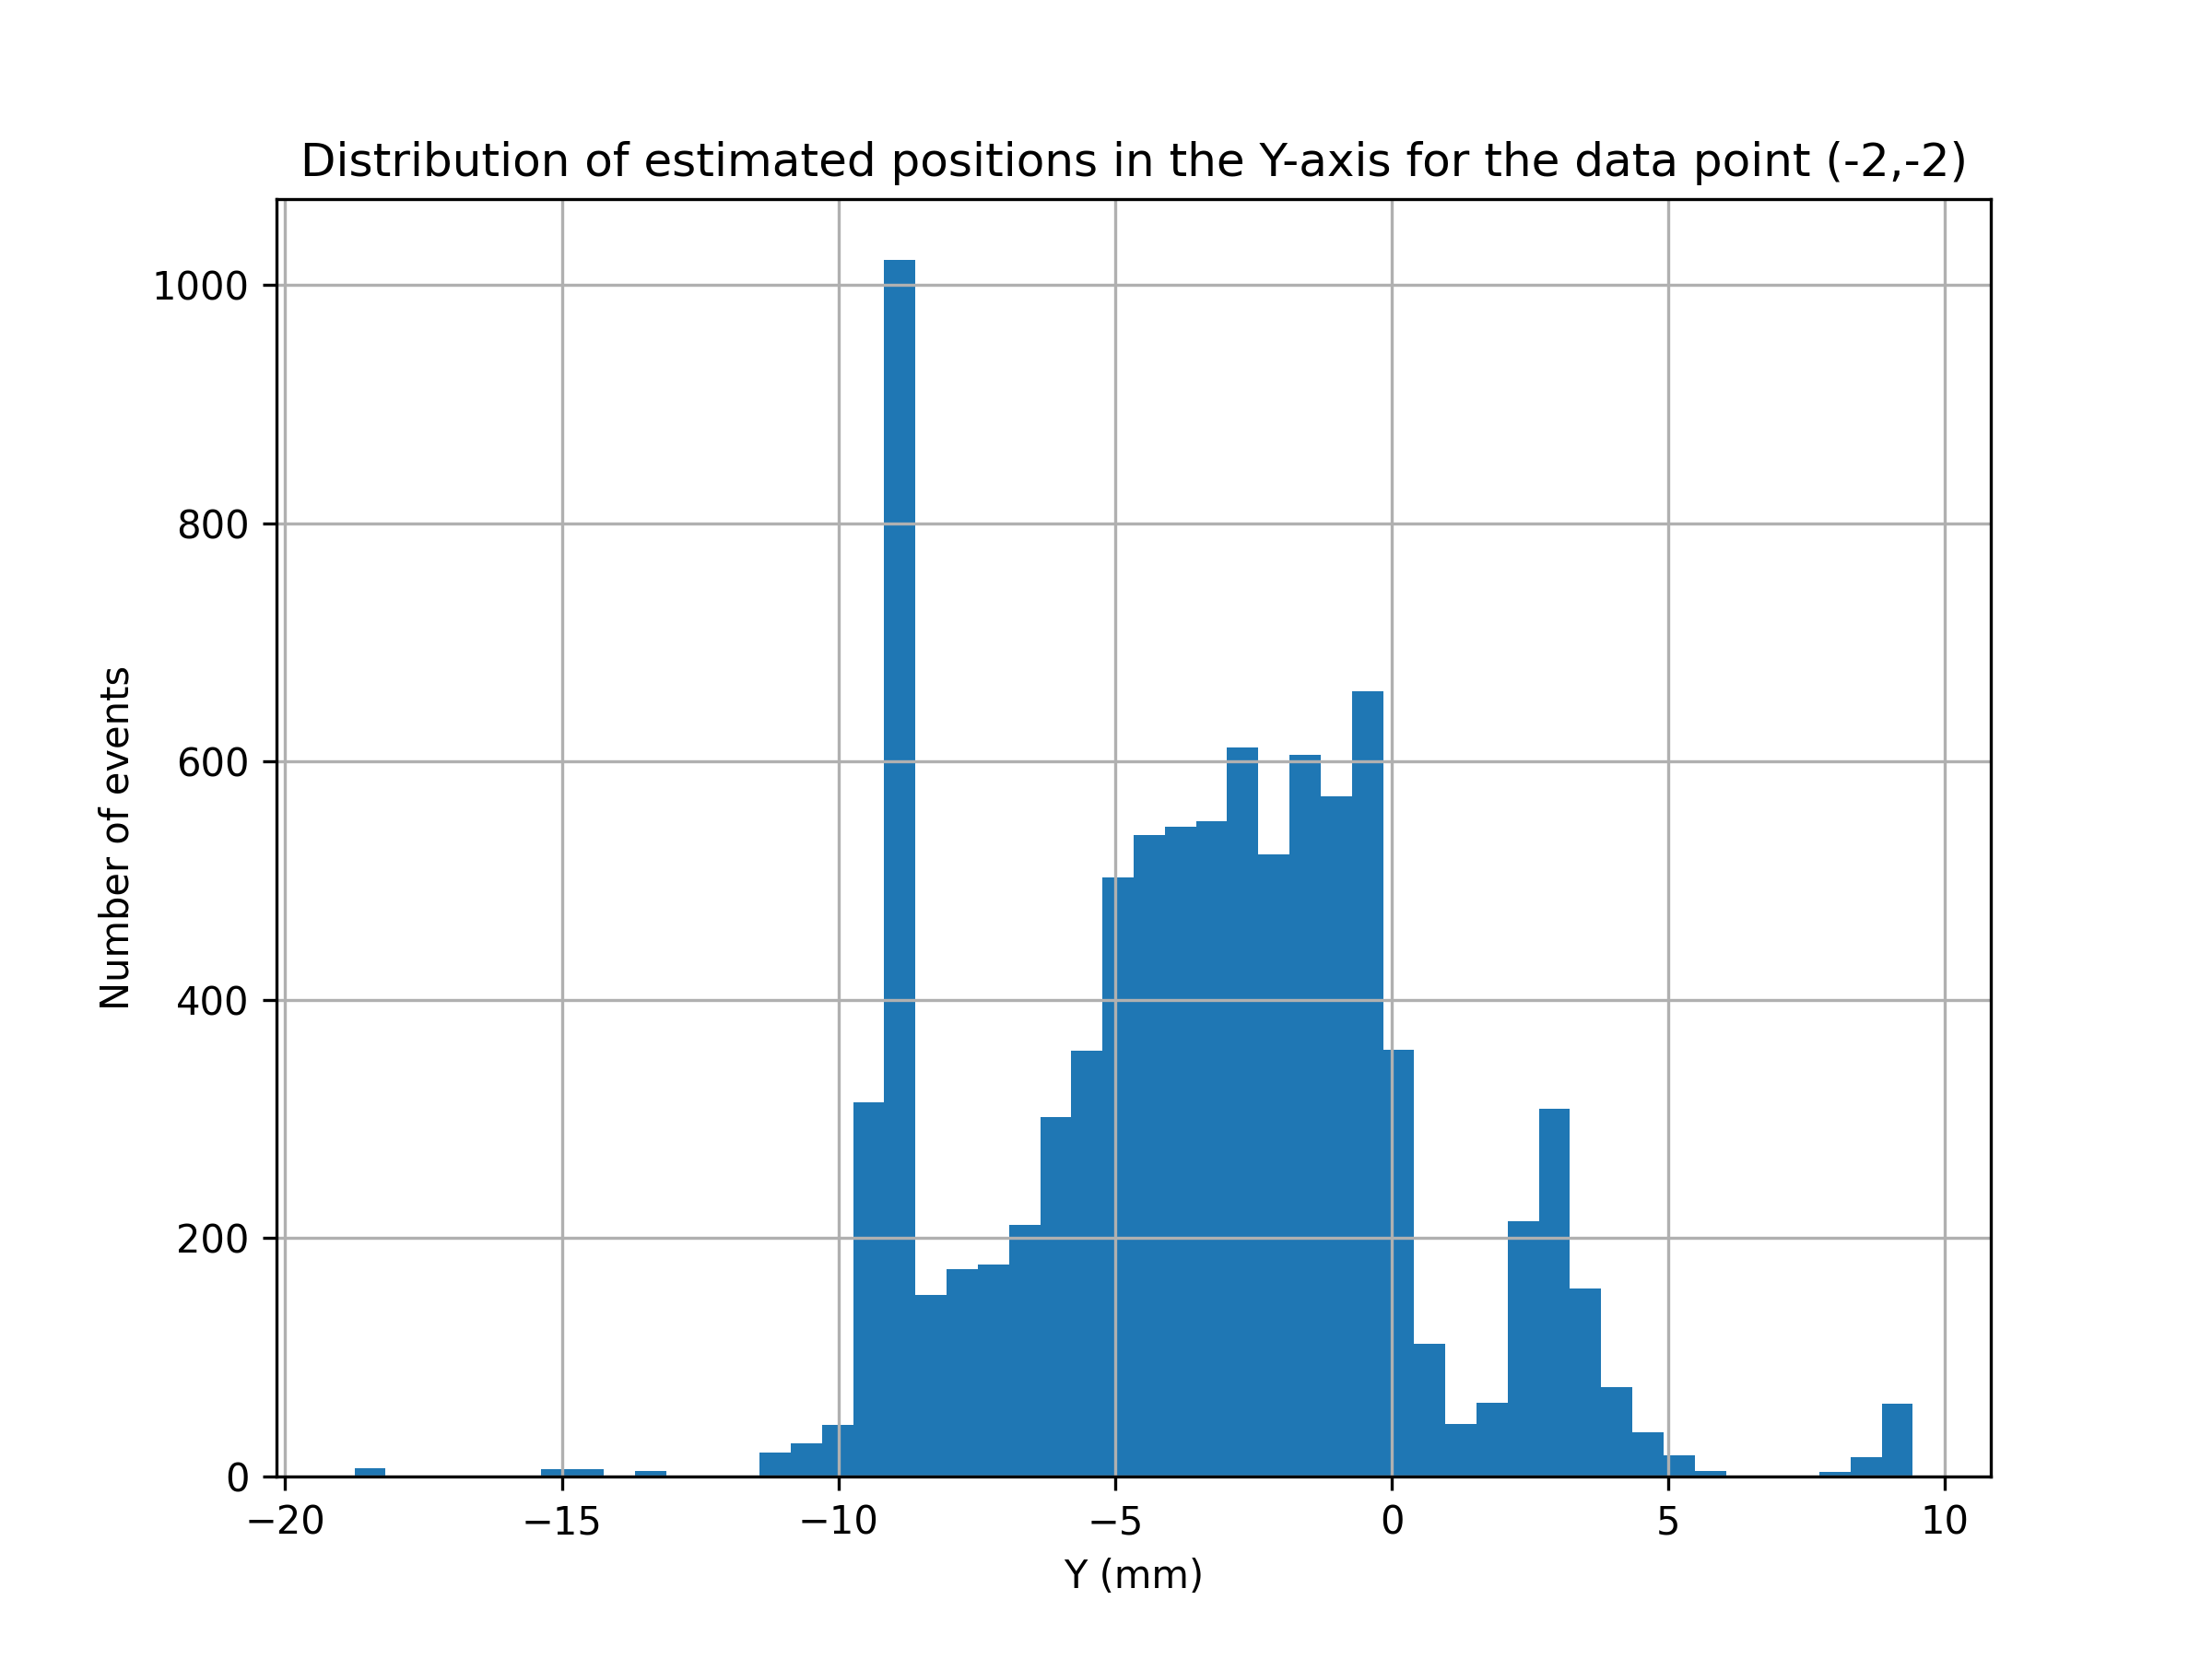 Distribution of estimated positions in the Y-axis for the data point (-2,-2)
1000
800
600
400
200
0
Number of events
−20 −15 −10 −5 0 5 10
Y (mm)